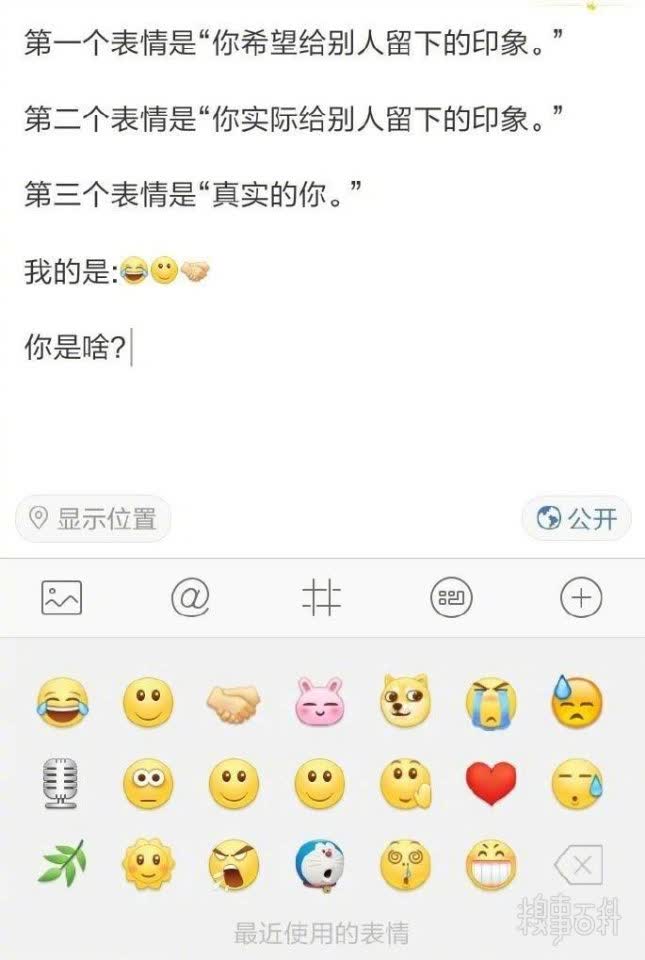 第一个表情是“你希望给别人留下的印象。”
第二个表情是“你实际给别人留下的印象。”
第三个表情是“真实的你。”
我的是:😂🙂🤝
你是啥?
显示位置
公开
最近使用的表情
糗事百科